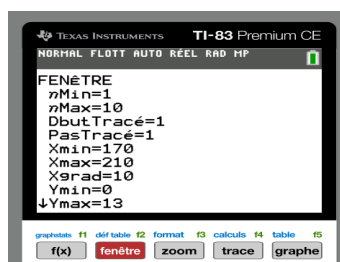 TEXAS INSTRUMENTS TI-83 Premium CE
NORMAL FLOTT AUTO RÉEL RAD MP
FENÊTRE
nMin=1
nMax=10
DbutTracé=1
PasTracé=1
Xmin=170
Xmax=210
Xgrad=10
Ymin=0
↓Ymax=13
graphstats f1 déf table f2 format f3 calculs f4 table f5
f(x) fenêtre zoom trace graphe